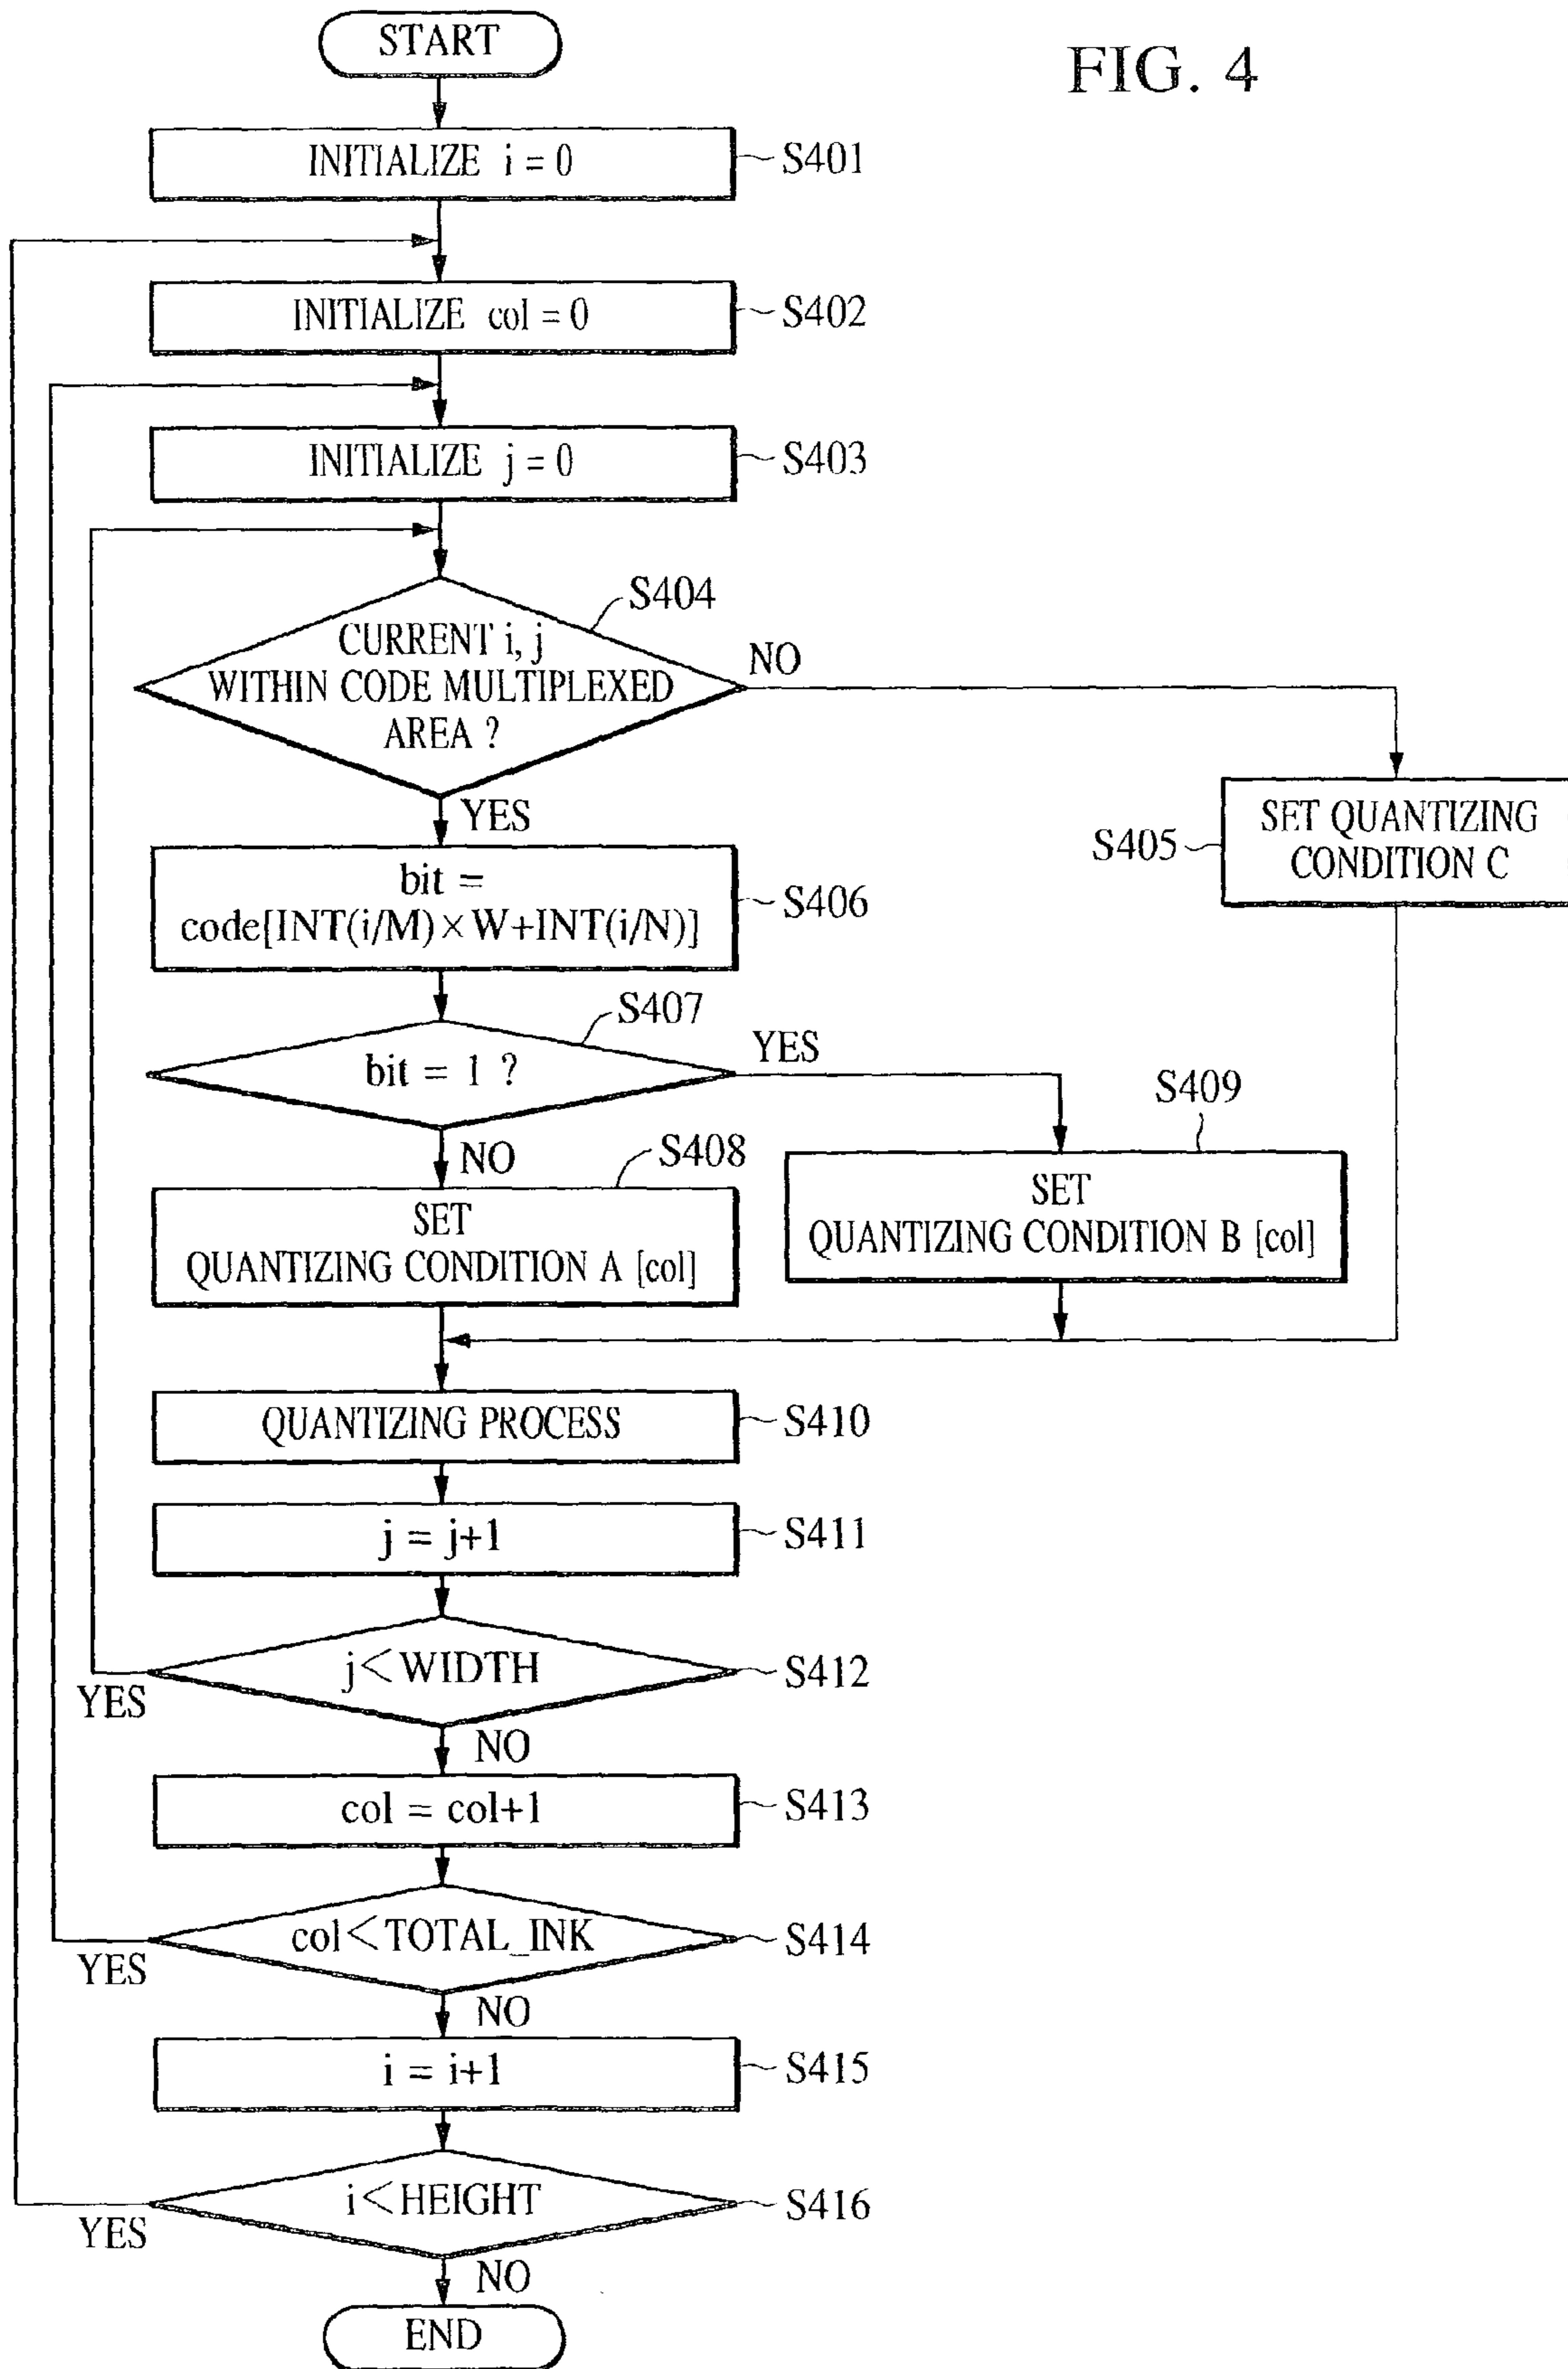 START
FIG. 4
INITIALIZE i = 0
S401
INITIALIZE col = 0
S402
INITIALIZE j = 0
S403
S404
CURRENT i, j
WITHIN CODE MULTIPLEXED
AREA ?
NO
YES
SET QUANTIZING
CONDITION C
S405
bit =
code[INT(i/M)×W+INT(i/N)]
S406
S407
bit = 1 ?
YES
NO
S409
S408
SET
QUANTIZING CONDITION B [col]
SET
QUANTIZING CONDITION A [col]
QUANTIZING PROCESS
S410
j = j+1
S411
j<WIDTH
S412
YES
NO
col = col+1
S413
col<TOTAL_INK
S414
YES
NO
i = i+1
S415
i<HEIGHT
S416
YES
NO
END